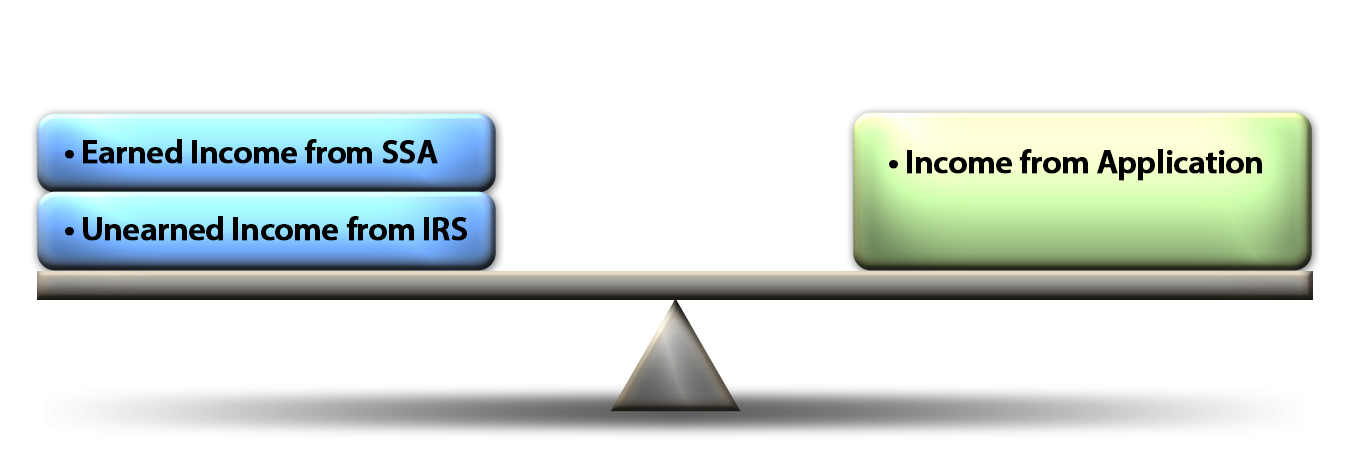 • Earned Income from SSA
• Unearned Income from IRS
• Income from Application